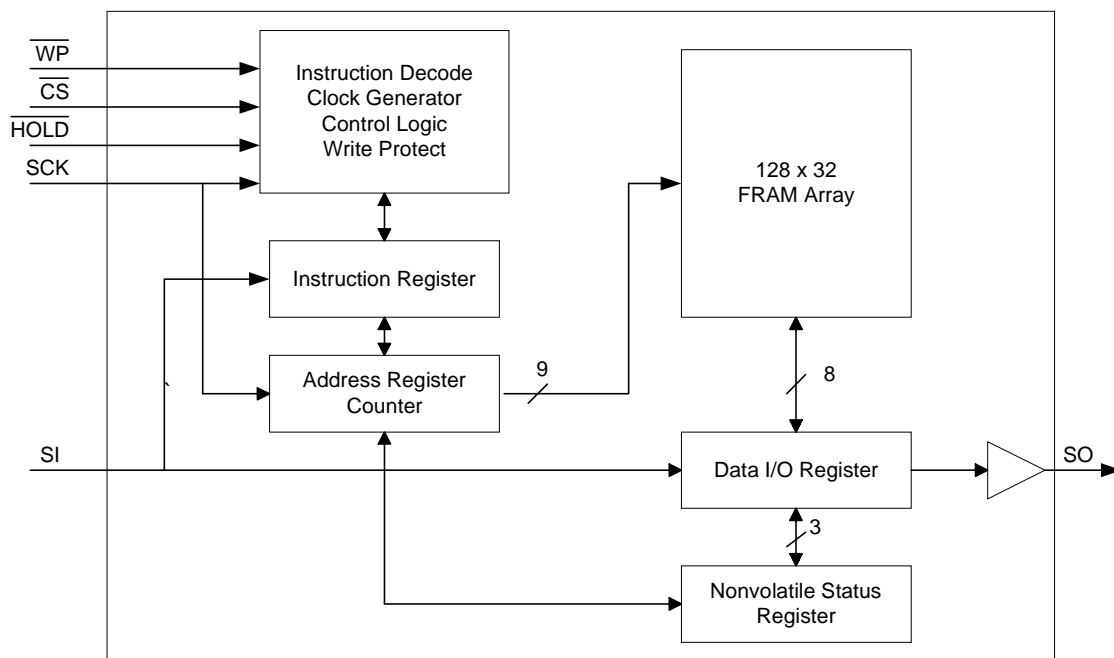 WP
CS
HOLD
SCK
Instruction Decode
Clock Generator
Control Logic
Write Protect
128 x 32
FRAM Array
Instruction Register
Address Register
Counter
9
8
SI
Data I/O Register
SO
3
Nonvolatile Status
Register